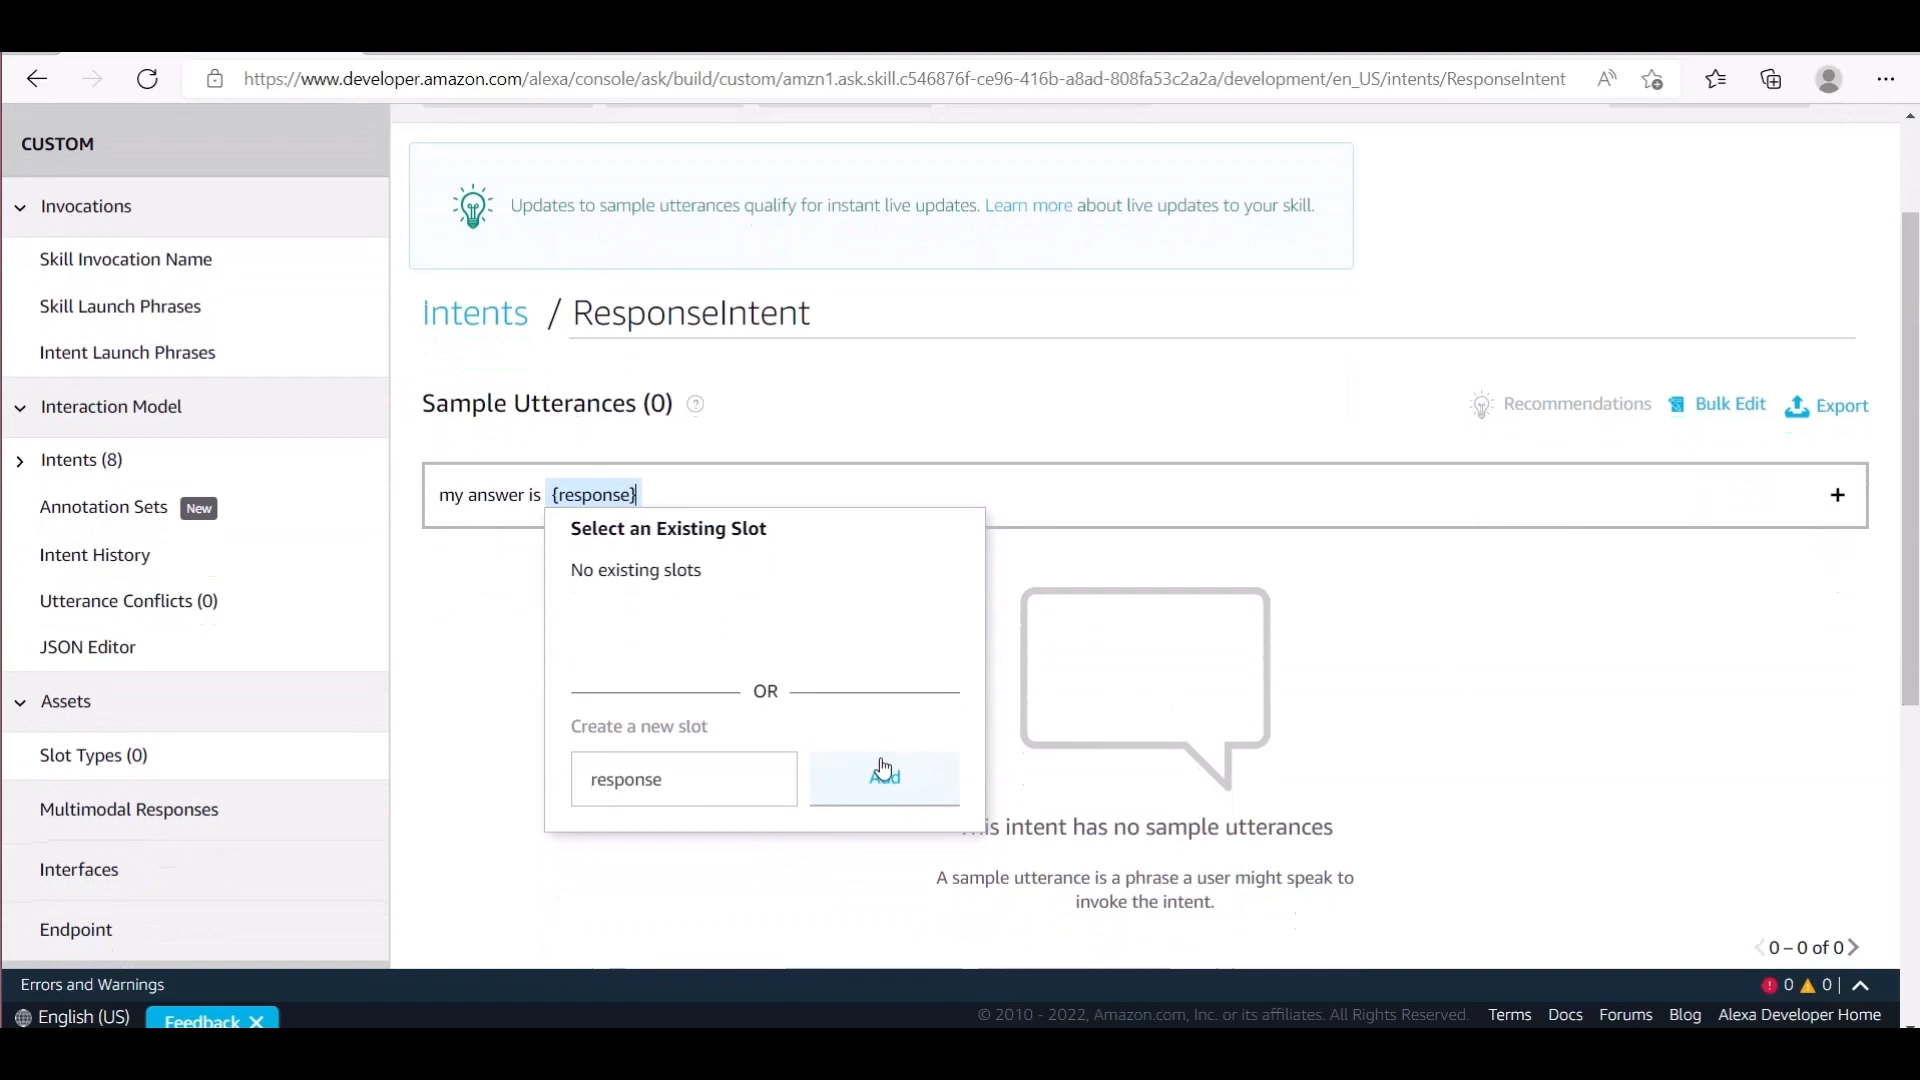 https://www.developer.amazon.com/alexa/console/ask/build/custom/amzn1.ask.skill.c546876f-ce96-416b-a8ad-808fa53c2a2a/development/en_US/intents/ResponseIntent
CUSTOM
Invocations
Skill Invocation Name
Skill Launch Phrases
Intent Launch Phrases
Interaction Model
Intents (8)
Annotation Sets New
Intent History
Utterance Conflicts (0)
JSON Editor
Assets
Slot Types (0)
Multimodal Responses
Interfaces
Endpoint
Updates to sample utterances qualify for instant live updates. Learn more about live updates to your skill.
Intents / ResponseIntent
Sample Utterances (0) ?
Recommendations Bulk Edit Export
my answer is {response} +
Select an Existing Slot
No existing slots
OR
Create a new slot
response Add
intent has no sample utterances
A sample utterance is a phrase a user might speak to
invoke the intent.
0 – 0 of 0
Errors and Warnings
0 0
English (US) Feedback
© 2010 - 2022, Amazon.com, Inc. or its affiliates. All Rights Reserved. Terms Docs Forums Blog Alexa Developer Home